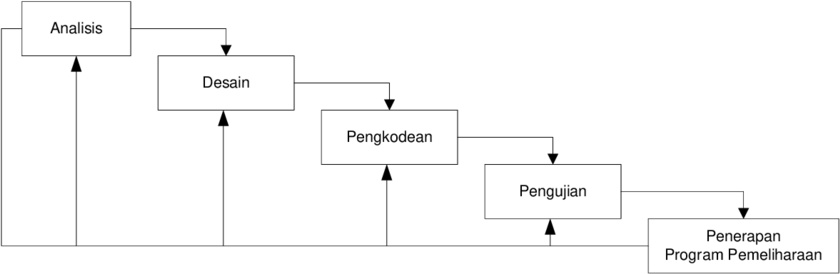 Analisis
Desain
Pengkodean
Pengujian
Penerapan
Program Pemeliharaan